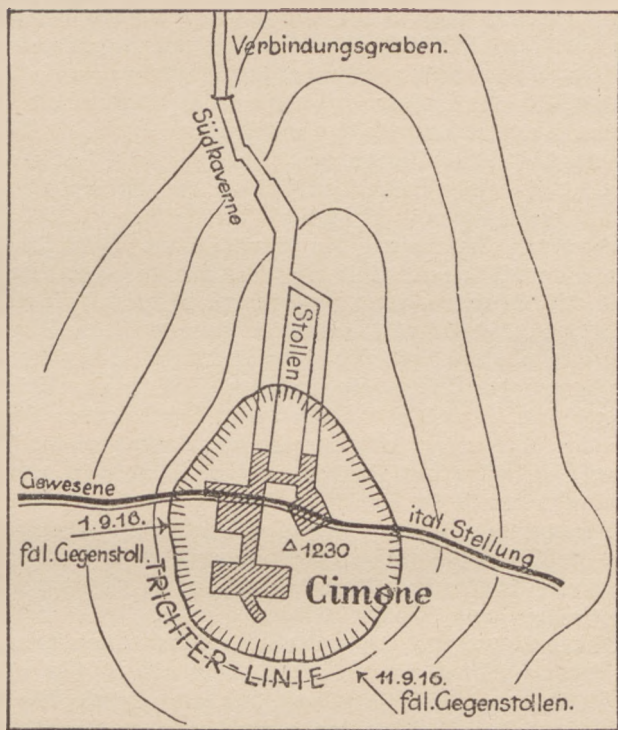 Verbindungsgraben.
Südkaverne
Stollen
Gewesene
ital. Stellung
1.9.16.
fdl. Gegenstoll.
△1230
Cimone
TRICHTER-LINIE
11.9.16.
fdl. Gegenstollen.